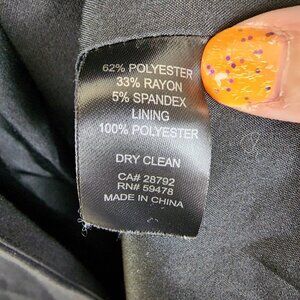 62% POLYESTER
33% RAYON
5% SPANDEX
LINING
100% POLYESTER
DRY CLEAN
CA# 28792
RN# 59478
MADE IN CHINA